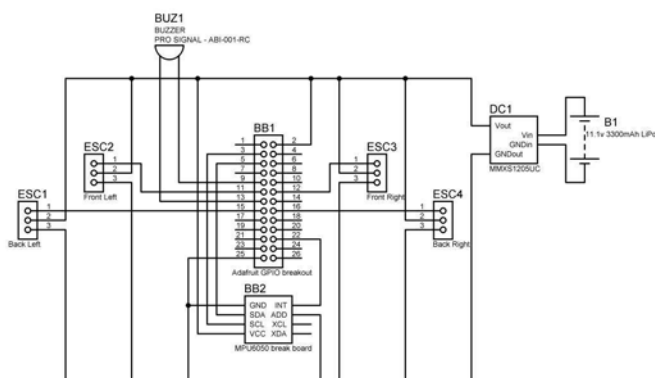 BUZ1
BUZZER
PRO SIGNAL - ABI-001-RC
DC1
Vout
Vin
GNDin
GNDout
MMXS1205UC
B1
11.1v 3300mAh LiPo
ESC2
1
2
3
Front Left
BB1
1 2
3 4
5 6
7 8
9 10
11 12
13 14
15 16
17 18
19 20
21 22
23 24
25 26
Adafruit GPIO breakout
ESC3
1
2
3
Front Right
ESC1
1
2
3
Back Left
ESC4
1
2
3
Back Right
BB2
GND INT
SDA ADD
SCL XCL
VCC XDA
MPU6050 break board